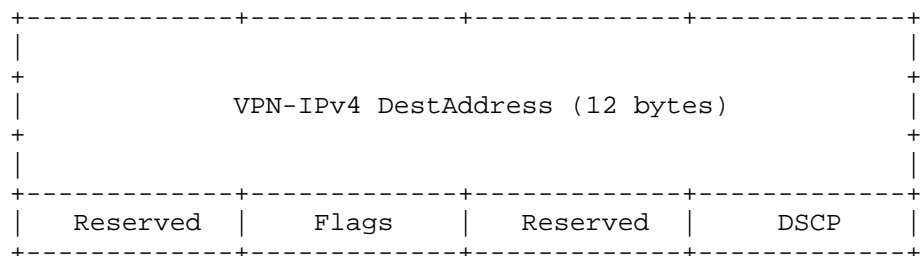 VPN-IPv4 DestAddress (12 bytes)
Reserved | Flags | Reserved | DSCP